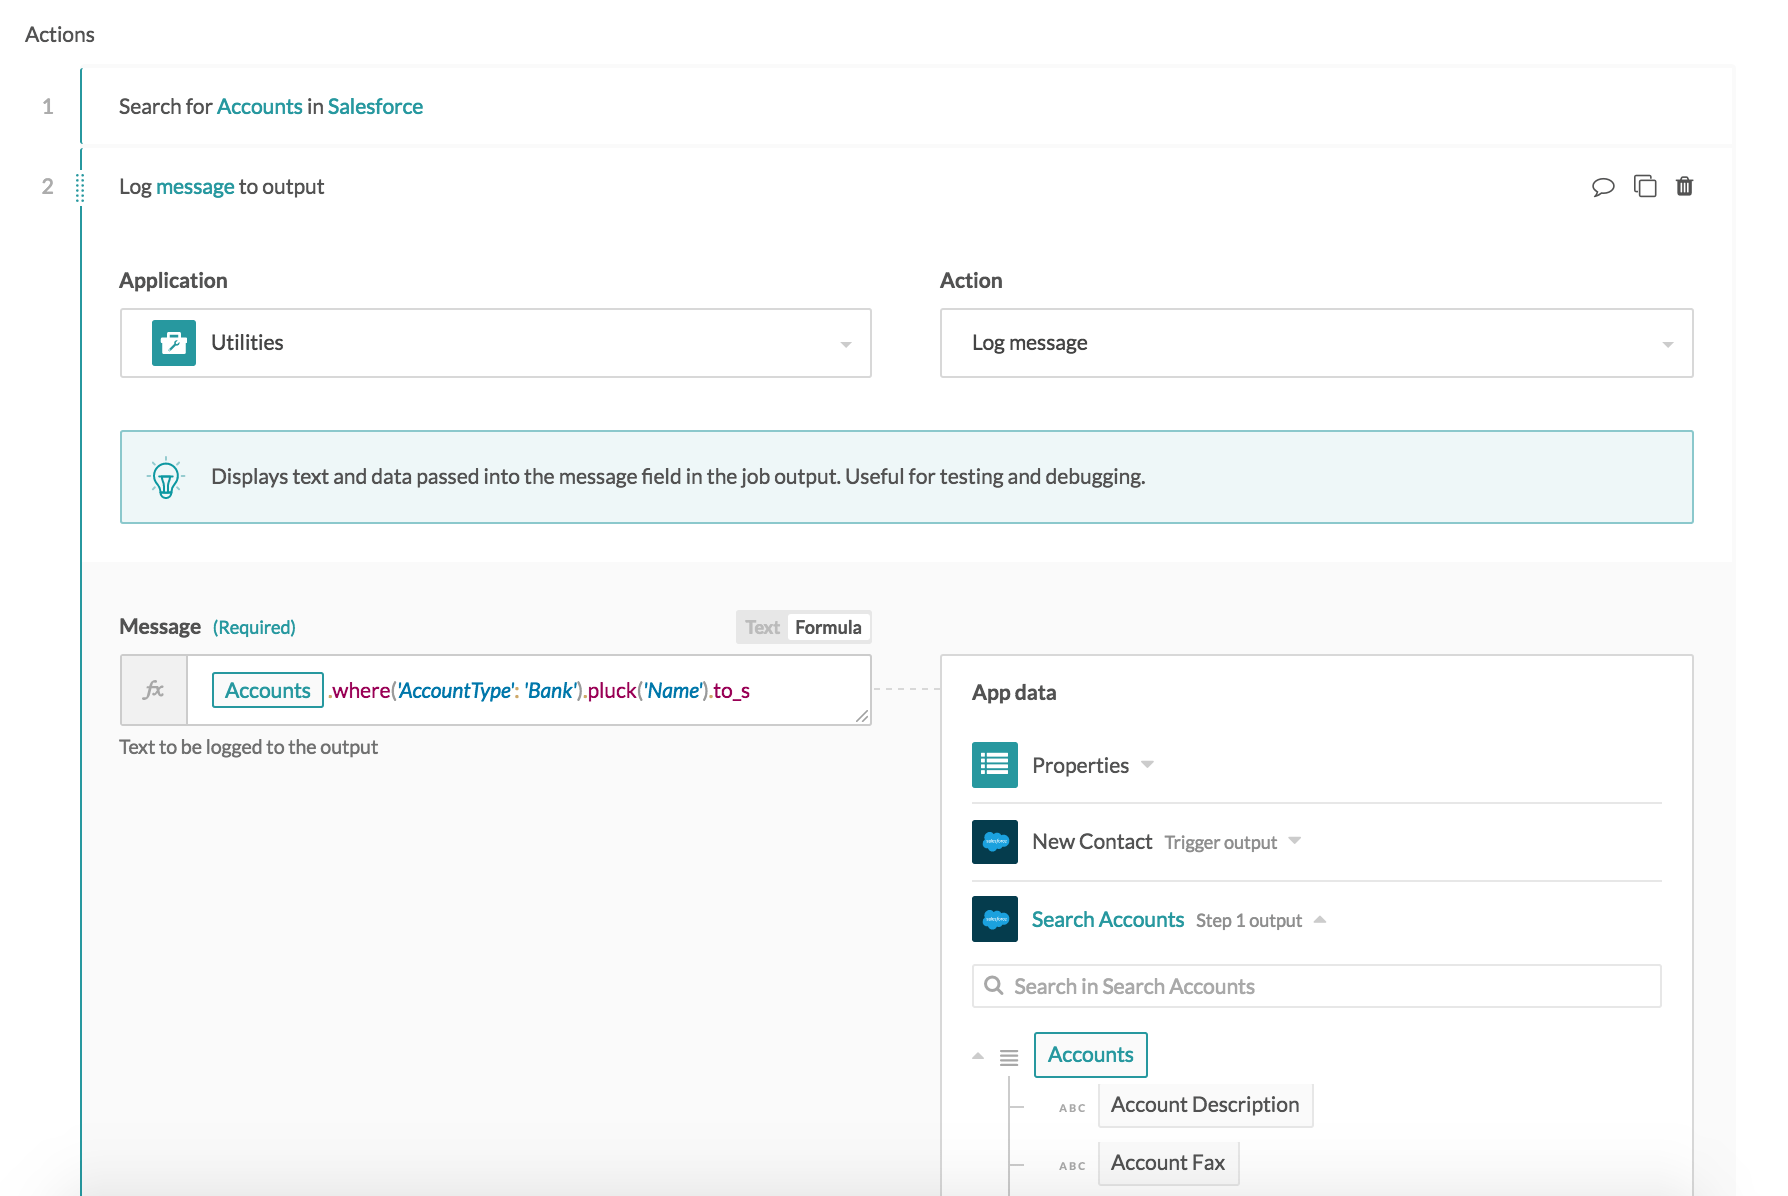 Actions
1
Search for Accounts in Salesforce
2
Log message to output
Application
Action
Utilities
Log message
Displays text and data passed into the message field in the job output. Useful for testing and debugging.
Message (Required)
Text Formula
fx
Accounts .where('AccountType': 'Bank').pluck('Name').to_s
Text to be logged to the output
App data
Properties
salesforce
New Contact Trigger output
salesforce
Search Accounts Step 1 output
Search in Search Accounts
Accounts
ABC Account Description
ABC Account Fax